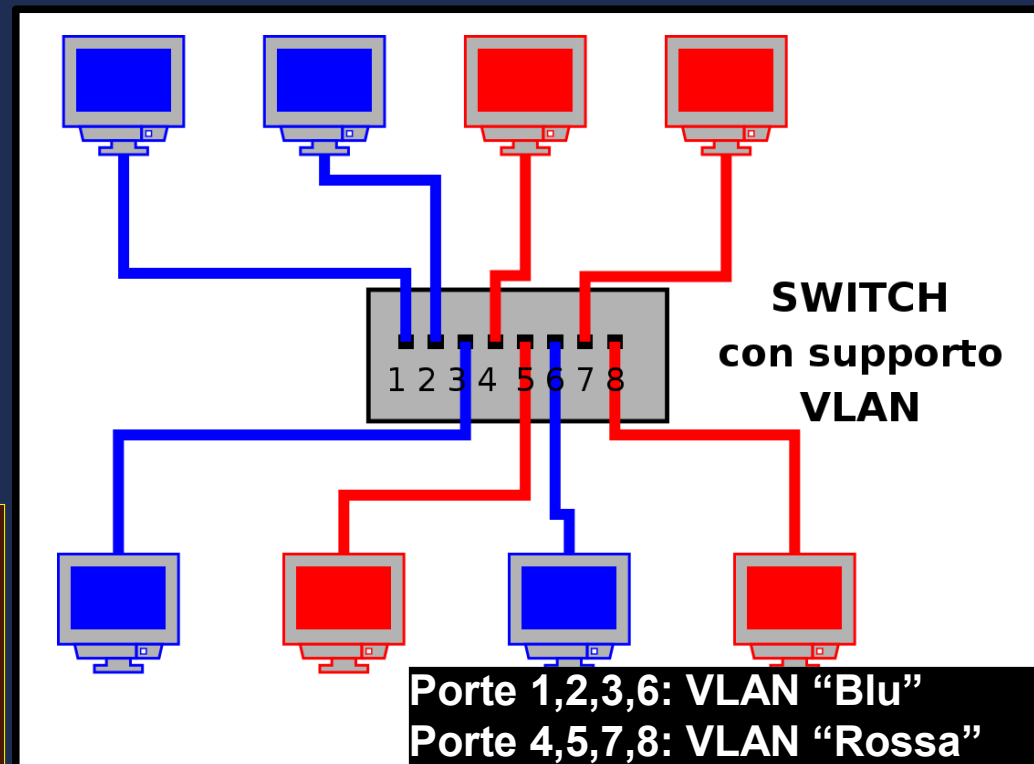 SWITCH
con supporto
VLAN
1 2 3 4 5 6 7 8
Porte 1,2,3,6: VLAN “Blu”
Porte 4,5,7,8: VLAN “Rossa”